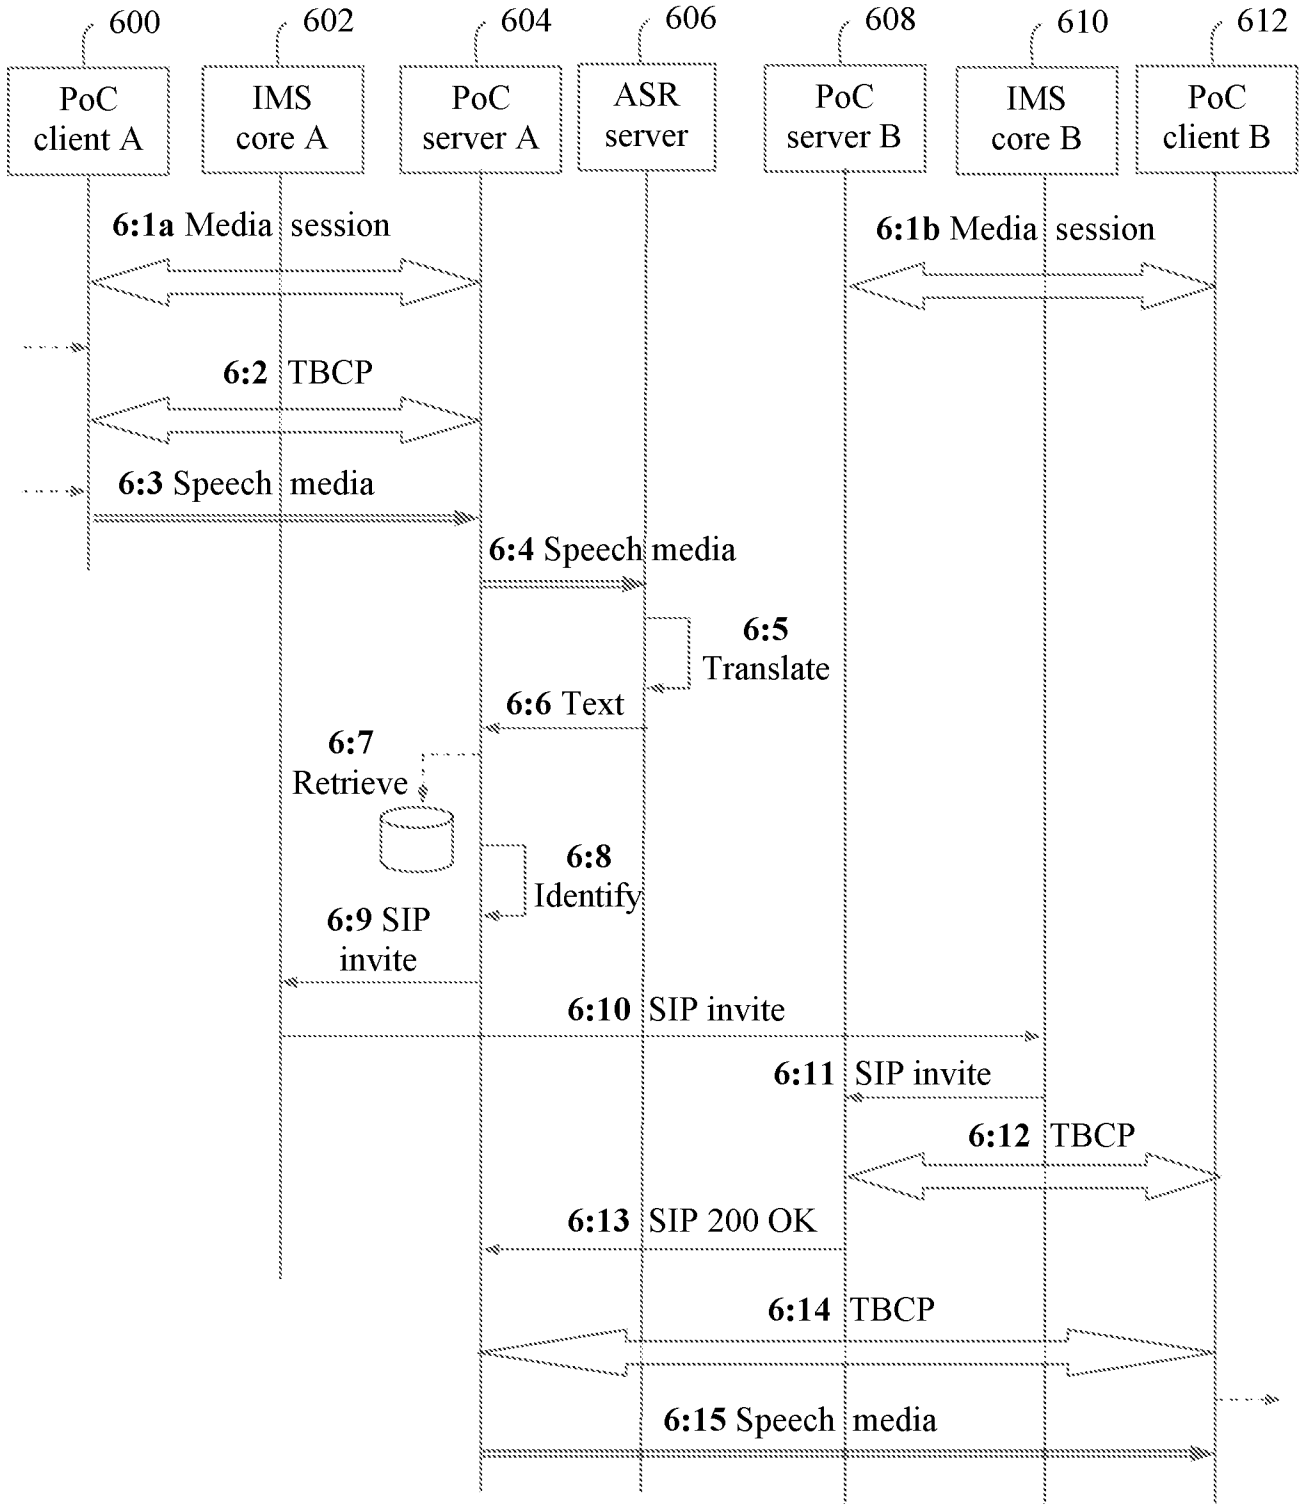 600 602 604 606 608 610 612
PoC client A
IMS core A
PoC server A
ASR server
PoC server B
IMS core B
PoC client B
6:1a Media session
6:1b Media session
6:2 TBCP
6:3 Speech media
6:4 Speech media
6:5
Translate
6:6 Text
6:7
Retrieve
6:8
Identify
6:9 SIP
invite
6:10 SIP invite
6:11 SIP invite
6:12 TBCP
6:13 SIP 200 OK
6:14 TBCP
6:15 Speech media